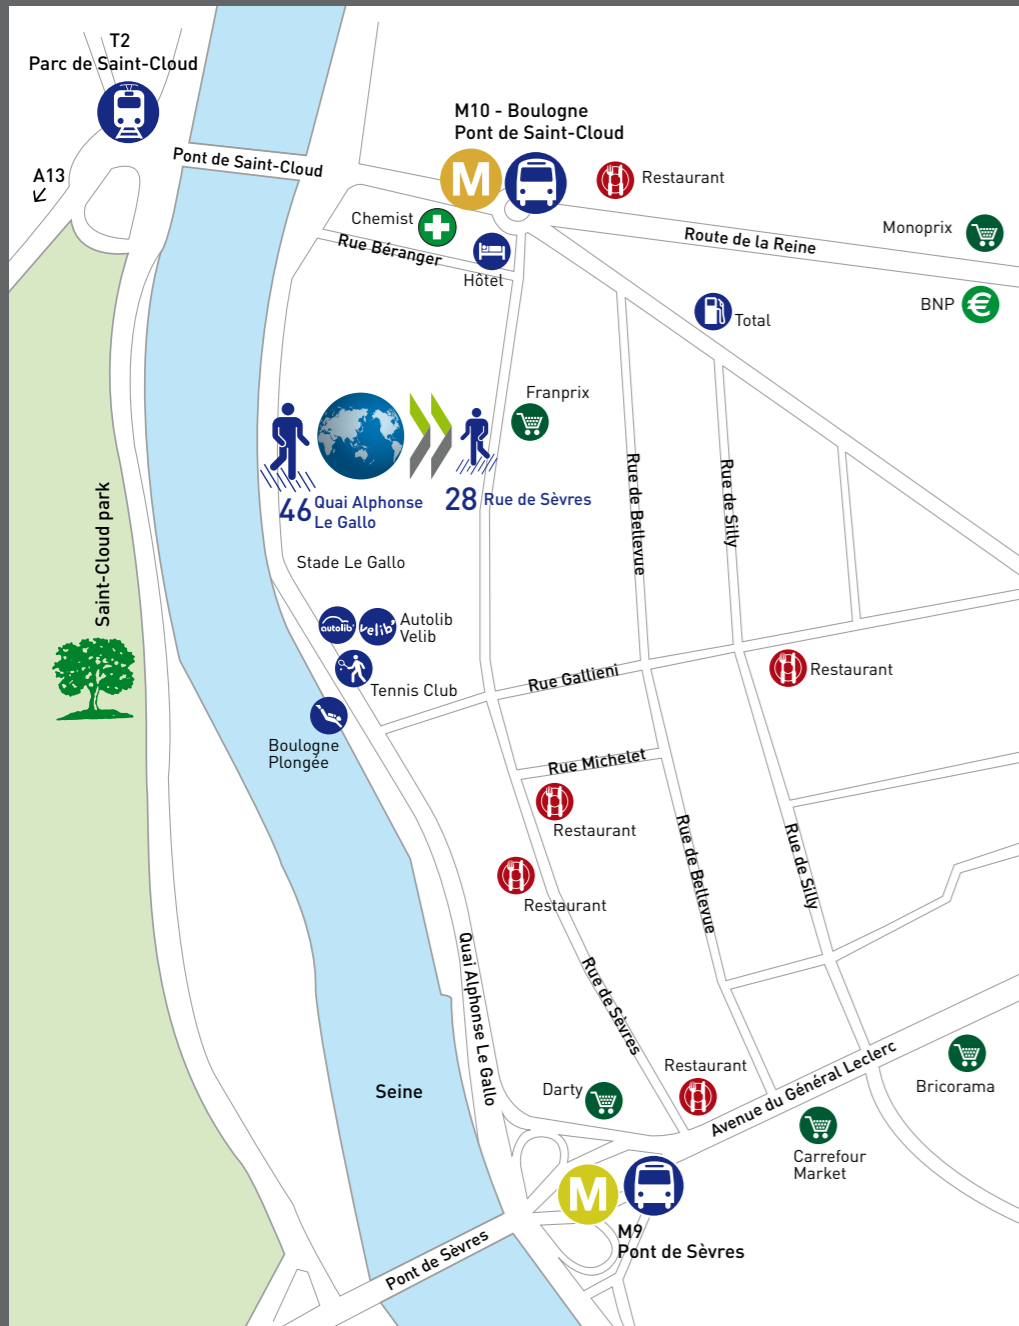 T2
Parc de Saint-Cloud
A13
Pont de Saint-Cloud
M10 - Boulogne
Pont de Saint-Cloud
M
Restaurant
Chemist
Rue Béranger
Hôtel
Route de la Reine
Monoprix
BNP
€
Total
Franprix
46 Quai Alphonse
Le Gallo
28 Rue de Sèvres
Rue de Bellevue
Rue de Silly
Saint-Cloud park
Stade Le Gallo
autolib'
velib'
Autolib
Velib
Tennis Club
Rue Gallieni
Restaurant
Boulogne
Plongée
Rue Michelet
Restaurant
Restaurant
Rue de Bellevue
Rue de Silly
Quai Alphonse Le Gallo
Rue de Sèvres
Seine
Darty
Restaurant
Avenue du Général Leclerc
Bricorama
Carrefour
Market
M
M9
Pont de Sèvres
Pont de Sèvres